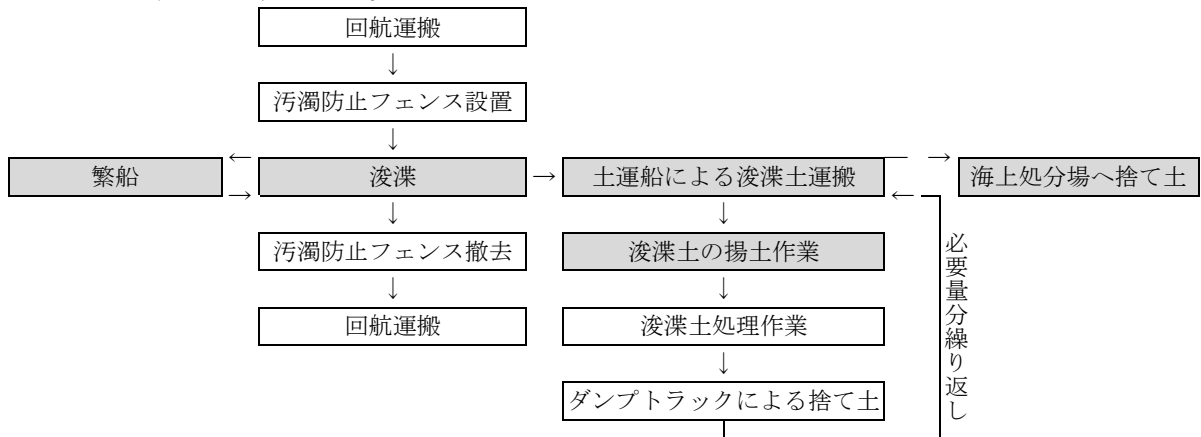 回航運搬
↓
汚濁防止フェンス設置
↓
繋船
←
→
浚渫
→
土運船による浚渫土運搬
→
←
海上処分場へ捨て土
↓
汚濁防止フェンス撤去
↓
回航運搬
↓
浚渫土の揚土作業
↓
浚渫土処理作業
↓
ダンプトラックによる捨て土
必要量分繰り返し